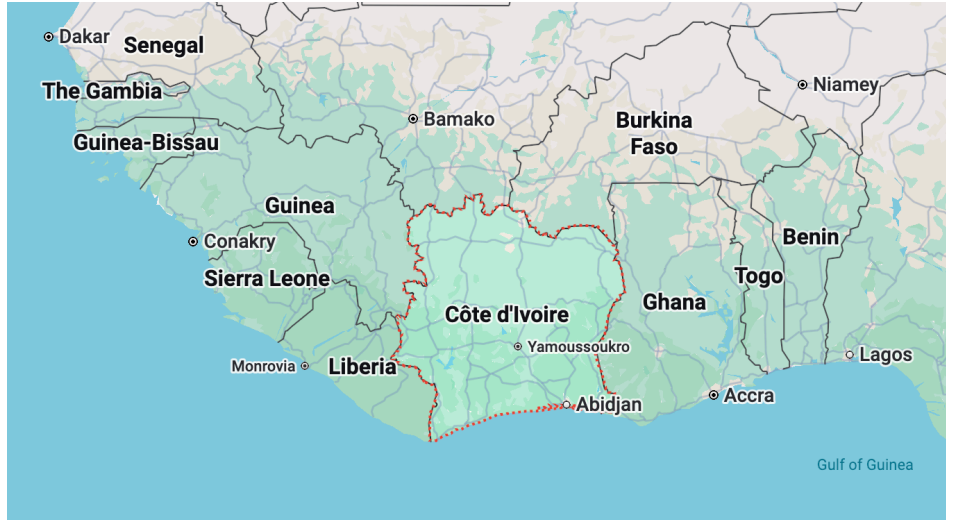 Dakar
Senegal
Niamey
The Gambia
Bamako
Burkina
Faso
Guinea-Bissau
Guinea
Benin
Conakry
Sierra Leone
Togo
Ghana
Côte d'Ivoire
Yamoussoukro
Lagos
Monrovia
Liberia
Accra
Abidjan
Gulf of Guinea